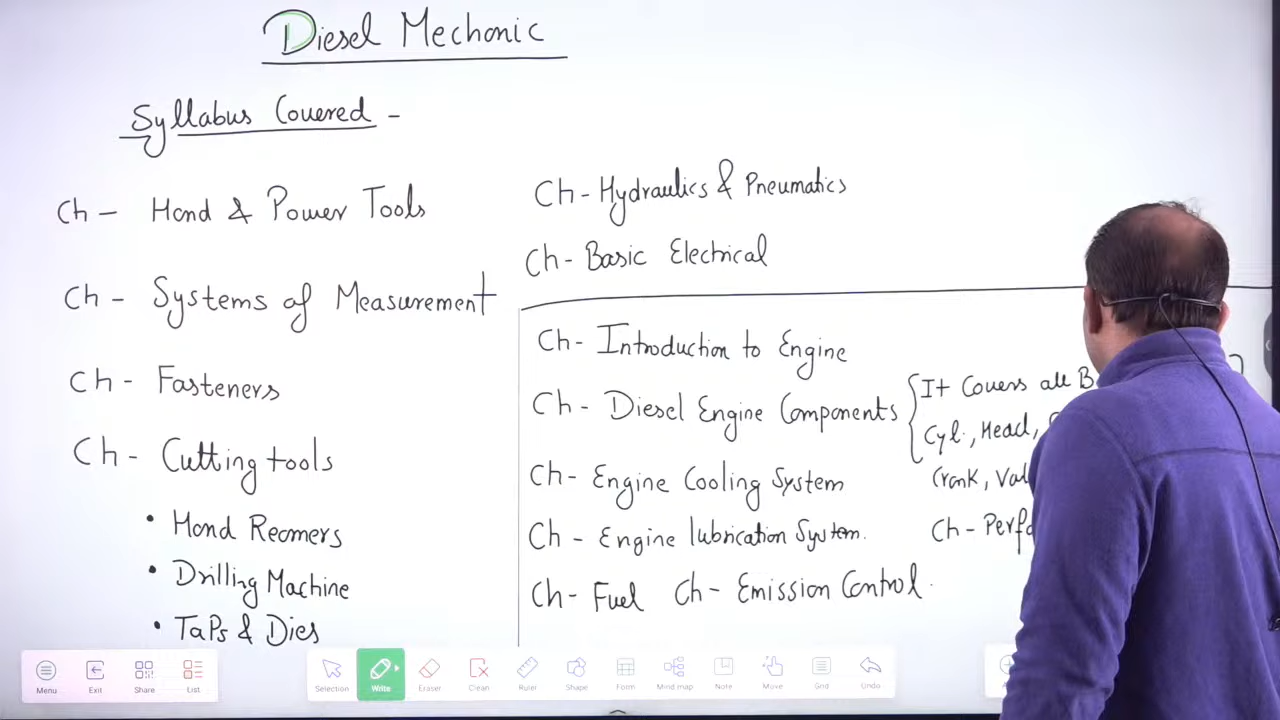 Diesel Mechanic
Syllabus Covered -
Ch - Hand & Power Tools
Ch - Systems of Measurement
Ch - Fasteners
Ch - Cutting tools
• Hand Reamers
• Drilling Machine
• Taps & Dies
Ch - Hydraulics & Pneumatics
Ch - Basic Electrical
Ch - Introduction to Engine
Ch - Diesel Engine Components
It Covers all
Cyl., Head,
Crank,
Ch - Engine Cooling System
Ch - Engine lubrication System.
Ch -
Ch - Fuel Ch - Emission Control.
Menu Exit Share List Selection Write Eraser Clean Ruler Shape Form Mind map Note Move Grid Undo